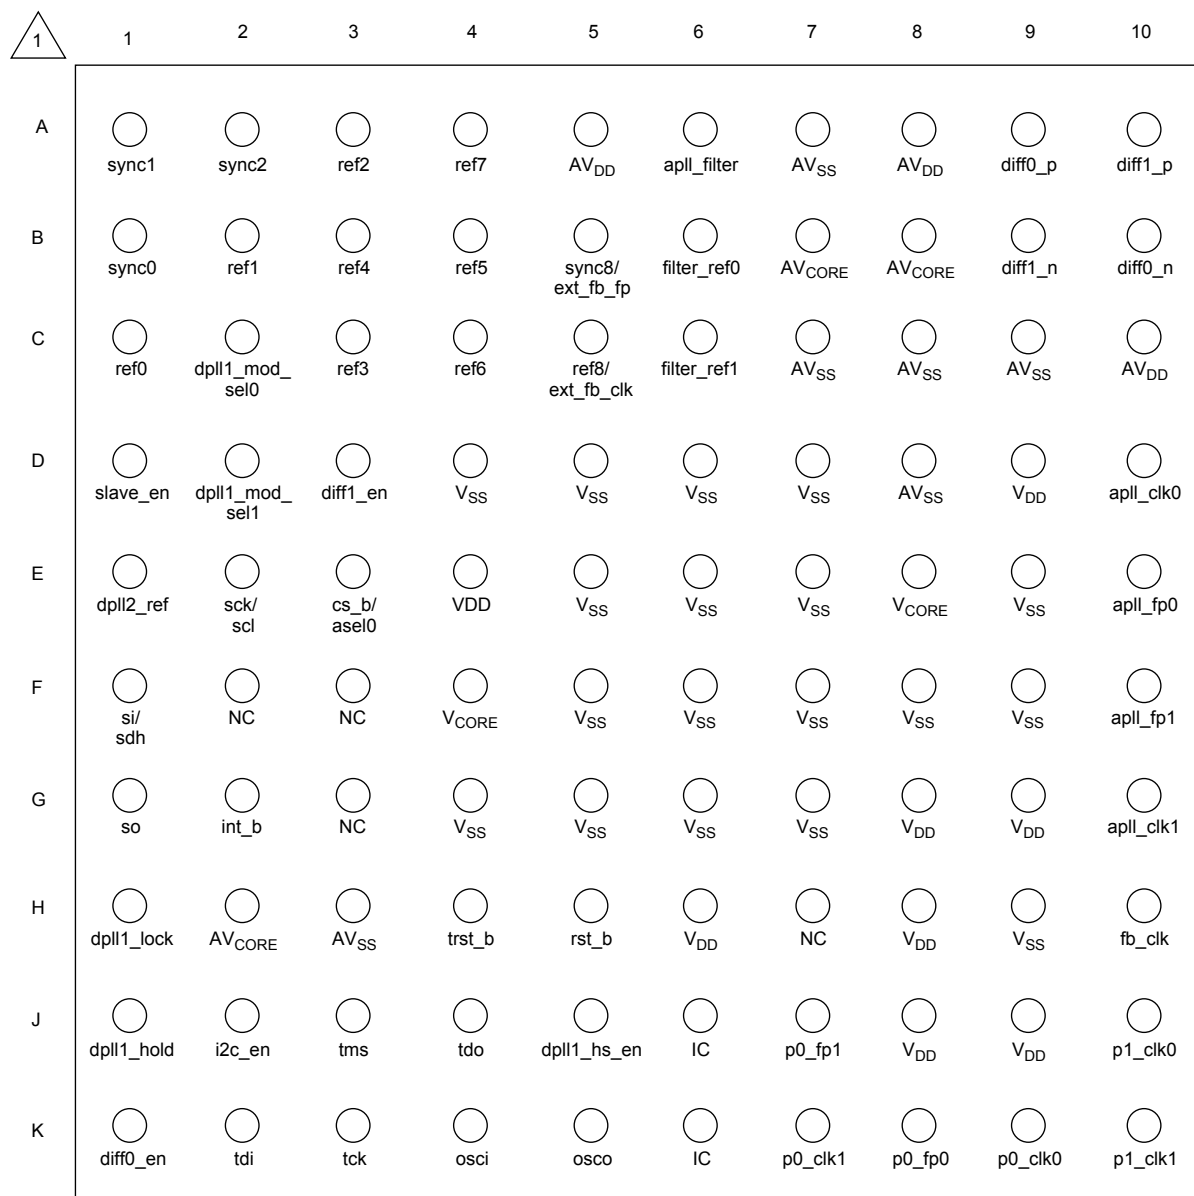 1 1 2 3 4 5 6 7 8 9 10
A
sync1 sync2 ref2 ref7 AVDD apll_filter AVSS AVDD diff0_p diff1_p
B
sync0 ref1 ref4 ref5 sync8/ filter_ref0 AVCORE AVCORE diff1_n diff0_n
ext_fb_fp
C
ref0 dpll1_mod_ ref3 ref6 ref8/ filter_ref1 AVSS AVSS AVSS AVDD
sel0 ext_fb_clk
D
slave_en dpll1_mod_ diff1_en VSS VSS VSS VSS AVSS VDD apll_clk0
sel1
E
dpll2_ref sck/ cs_b/ VDD VSS VSS VSS VCORE VSS apll_fp0
scl asel0
F
si/ NC NC VCORE VSS VSS VSS VSS VSS apll_fp1
sdh
G
so int_b NC VSS VSS VSS VSS VDD VDD apll_clk1
H
dpll1_lock AVCORE AVSS trst_b rst_b VDD NC VDD VSS fb_clk
J
dpll1_hold i2c_en tms tdo dpll1_hs_en IC p0_fp1 VDD VDD p1_clk0
K
diff0_en tdi tck osci osco IC p0_clk1 p0_fp0 p0_clk0 p1_clk1